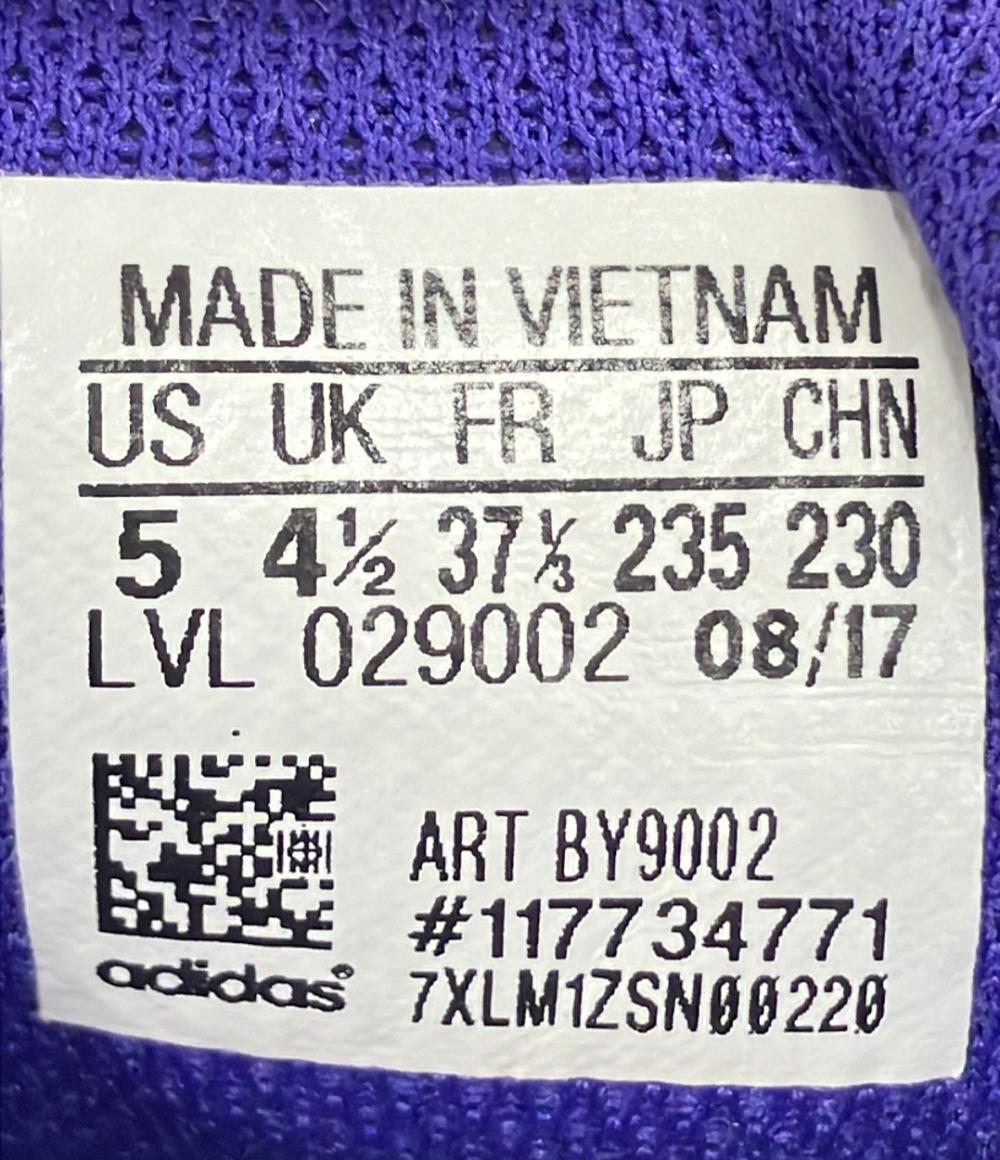 MADE IN VIETNAM
US UK FR JP CHN
5 4½ 37⅓ 235 230
LVL 029002 08/17
ART BY9002
#117734771
adidas®
7XLM1ZSN00220